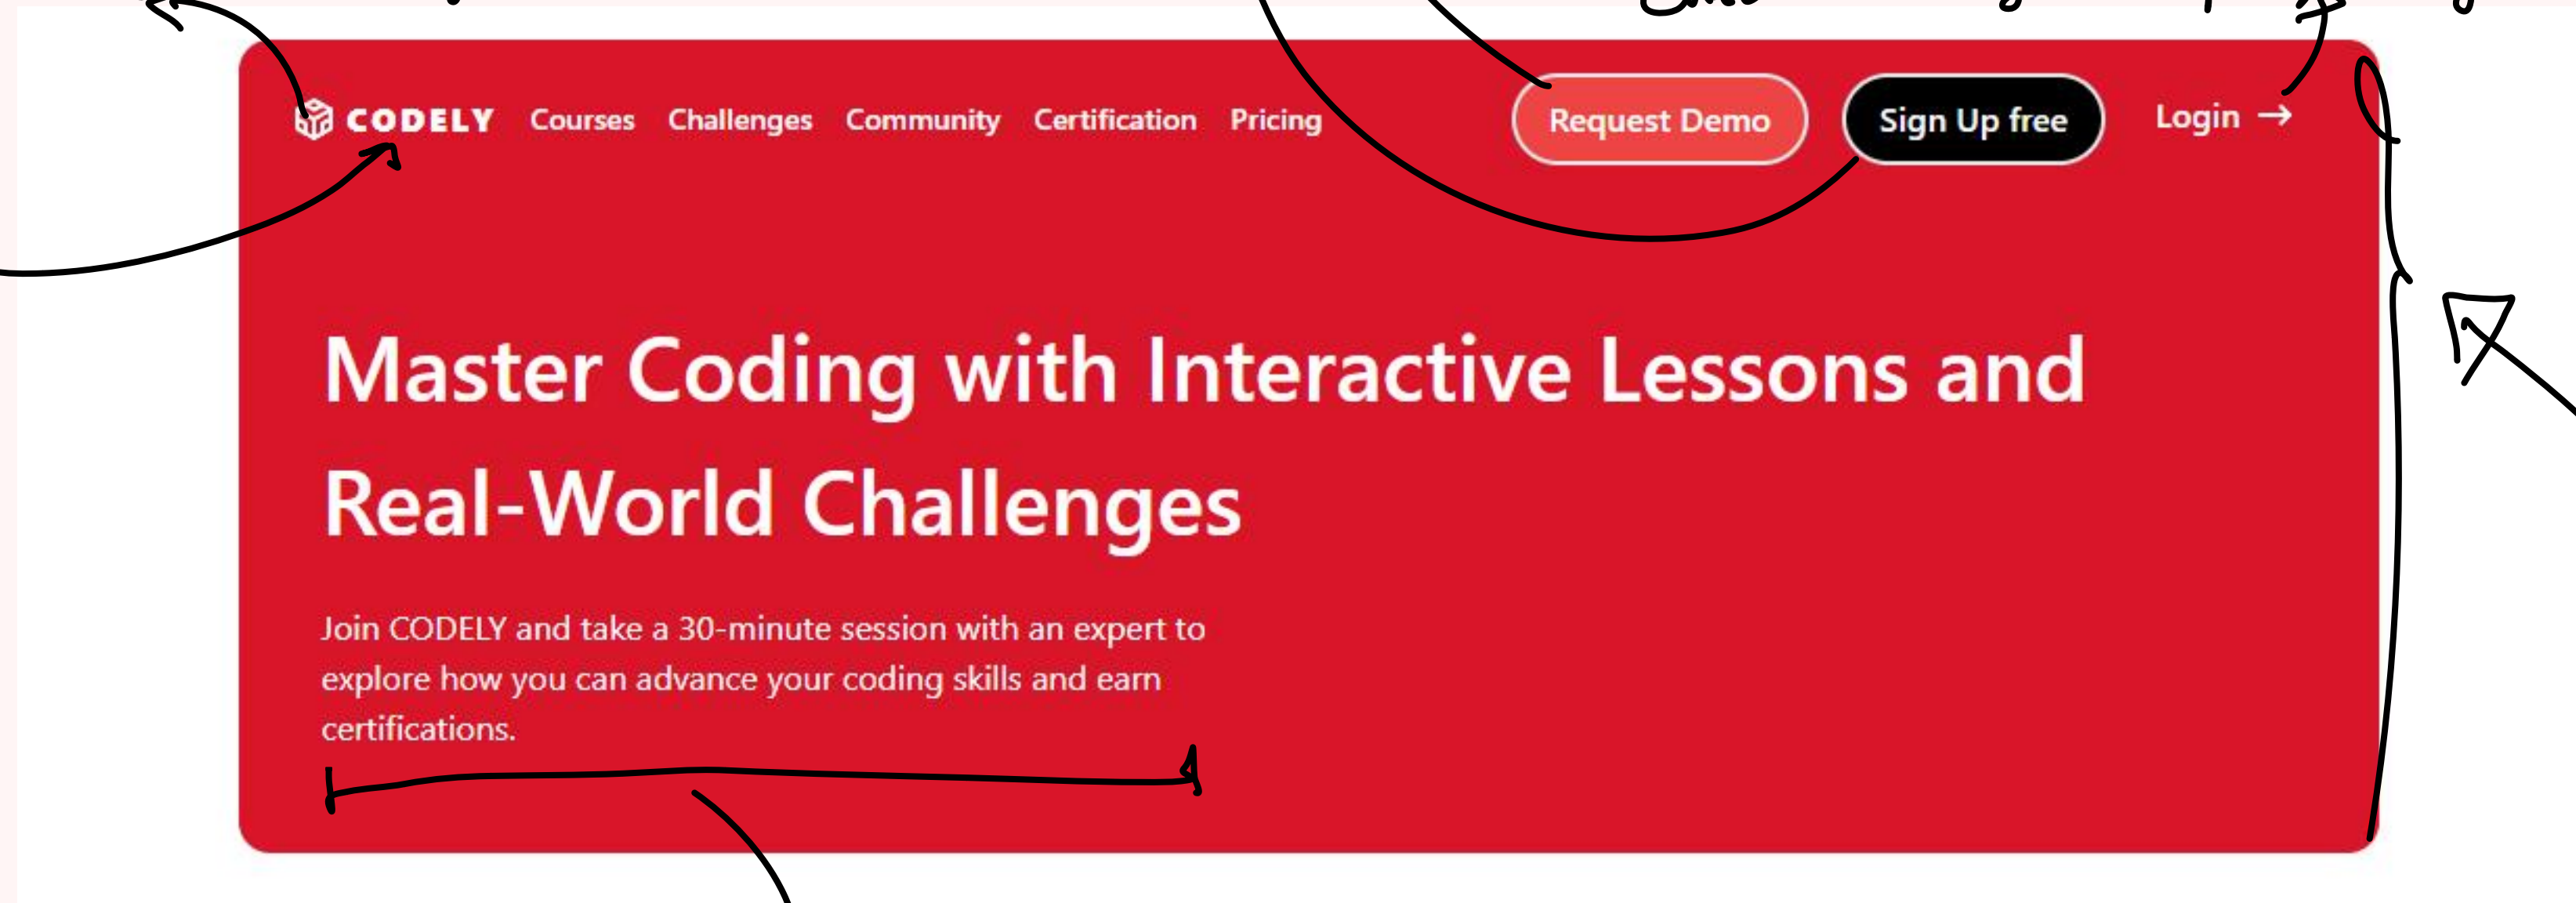 CODELY Courses Challenges Community Certification Pricing Request Demo Sign Up free Login →
Master Coding with Interactive Lessons and
Real-World Challenges
Join CODELY and take a 30-minute session with an expert to
explore how you can advance your coding skills and earn
certifications.